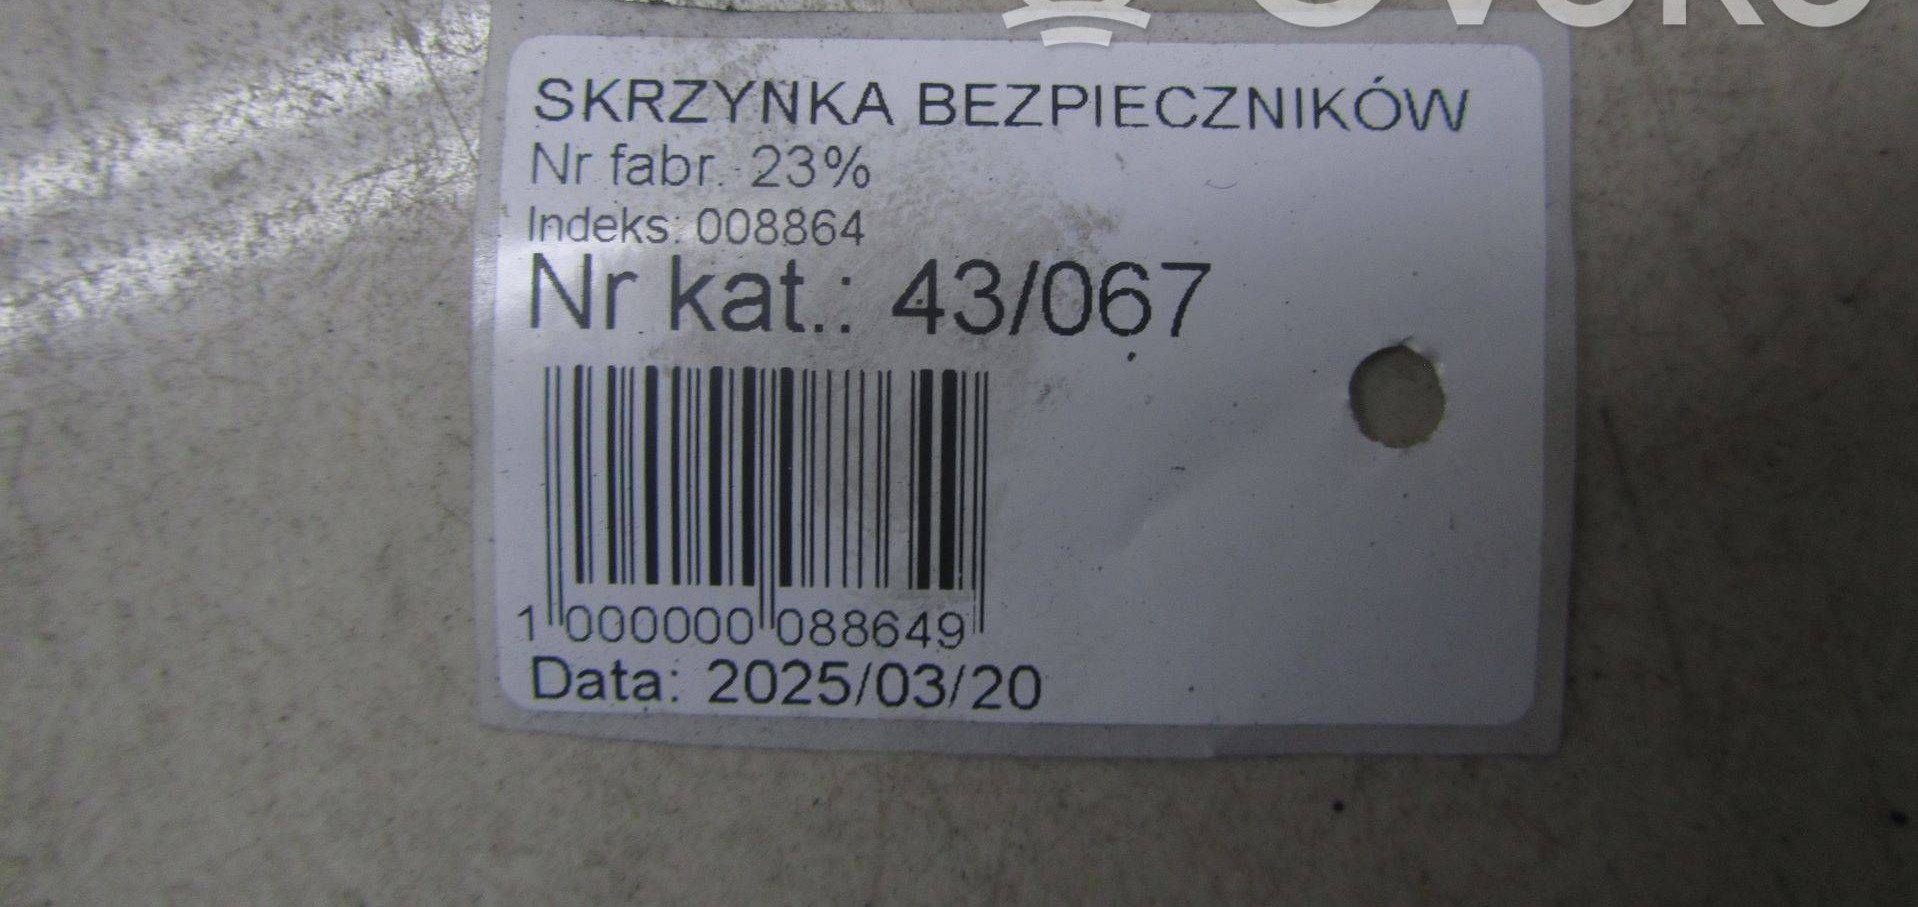 SKRZYNKA BEZPIECZNIKÓW
Nr fabr. 23%
Indeks: 008864
Nr kat.: 43/067
1 000000 088649
Data: 2025/03/20